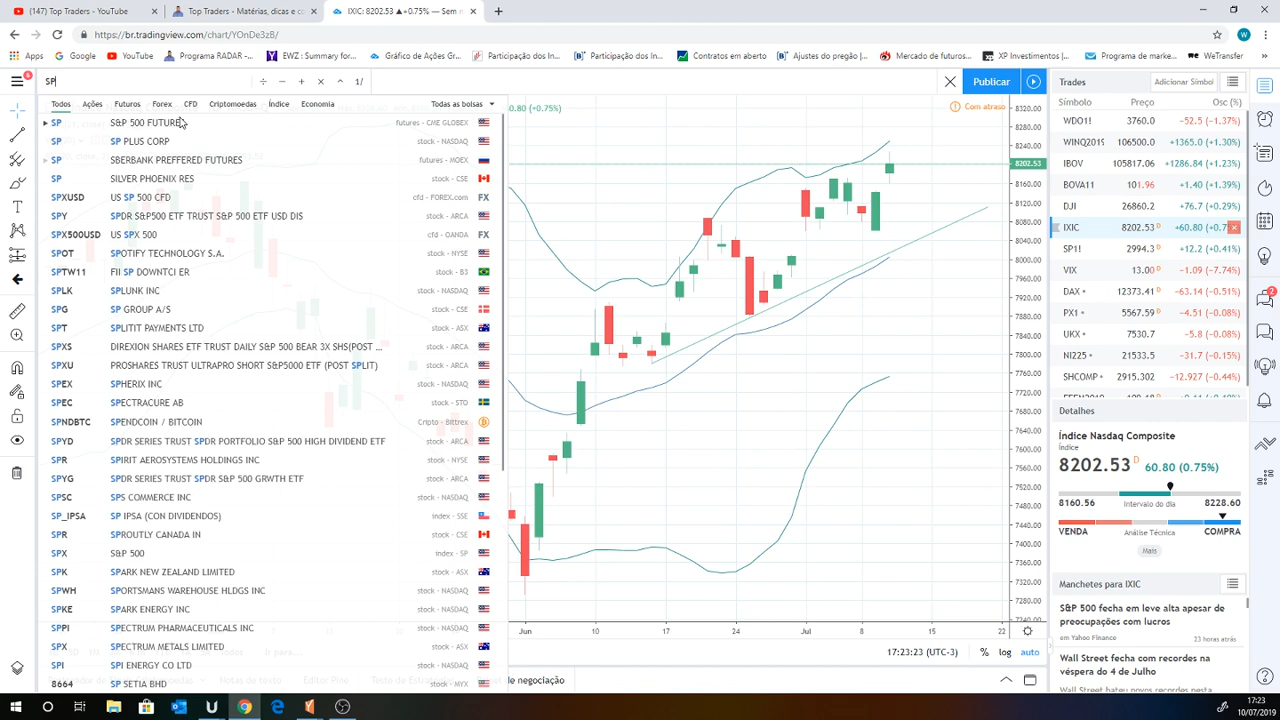 (147) Top Traders - YouTube
Top Traders - Matérias, dicas e co
IXIC: 8202.53 ▲+0.75% — Sem n
https://br.tradingview.com/chart/YOnDe3zB/
Apps
Google
YouTube
Programa RADAR -...
EWZ : Summary for...
Gráfico de Ações Gr...
Participação dos In...
Participação dos In...
Contratos em aberto
Ajustes do pregão |...
Mercado de futuros...
XP Investimentos |...
Programa de marke...
WeTransfer
SP
1/
Publicar
Trades
Adicionar Símbol
Todos Ações Futuros Forex CFD Criptomoedas Índice Economia Todas as bolsas
0.80 (+0.75%)
Com atraso
Símbolo Preço Osc (%)
SP S&P 500 FUTURE futures - CME GLOBEX
SP SP PLUS CORP stock - NASDAQ
SP SBERBANK PREFFERED FUTURES futures - MOEX
SP SILVER PHOENIX RES stock - CSE
SPXUSD US SP 500 CFD cfd - FOREX.com
SPY SPDR S&P500 ETF TRUST S&P 500 ETF USD DIS stock - ARCA
SPX500USD US SPX 500 cfd - OANDA
SPOT SPOTIFY TECHNOLOGY S.A. stock - NYSE
SPTW11 FII SP DOWNTCI ER stock - B3
SPLK SPLUNK INC stock - NASDAQ
SPG SP GROUP A/S stock - CSE
SPT SPLITIT PAYMENTS LTD stock - ASX
SPXS DIREXION SHARES ETF TRUST DAILY S&P 500 BEAR 3X SHS(POST ... stock - ARCA
SPXU PROSHARES TRUST ULTRAPRO SHORT S&P5000 ETF (POST SPLIT) stock - ARCA
SPEX SPHERIX INC stock - NASDAQ
SPEC SPECTRACURE AB stock - STO
SPNDBTC SPENDCOIN / BITCOIN Cripto - Bittrex
SPYD SPDR SERIES TRUST SPDR PORTFOLIO S&P 500 HIGH DIVIDEND ETF stock - ARCA
SPR SPIRIT AEROSYSTEMS HOLDINGS INC stock - NYSE
SPYG SPDR SERIES TRUST SPDR S&P 500 GRWTH ETF stock - ARCA
SPSC SPS COMMERCE INC stock - NASDAQ
SP_IPSA SP IPSA (CON DIVIDENDOS) index - SSE
SPR SPROUTLY CANADA IN stock - CSE
SPX S&P 500 index - SP
SPK SPARK NEW ZEALAND LIMITED stock - ASX
SPWH SPORTSMANS WAREHOUSE HLDGS INC stock - NASDAQ
SPKE SPARK ENERGY INC stock - NASDAQ
SPPI SPECTRUM PHARMACEUTICALS INC stock - NASDAQ
SPX SPECTRUM METALS LIMITED stock - ASX
SPI SPI ENERGY CO LTD stock - NASDAQ
8664 SP SETIA BHD stock - MYX
8320.00
8280.00
8240.00
8202.53
8160.00
8120.00
8080.00
8040.00
8000.00
7960.00
7920.00
7880.00
7840.00
7800.00
7760.00
7720.00
7680.00
7640.00
7600.00
7560.00
7520.00
7480.00
7440.00
7400.00
7360.00
7320.00
7280.00
7240.00
Jun 10 17 24 Jul 8 15 22
17:23:23 (UTC-3) % log auto
l de negociação
WDO1! 3760.0 −52.5 (−1.37%)
WINQ2019 106500.0 +1365.0 (+1.30%)
IBOV 105817.06 +1286.84 (+1.23%)
BOVA11 101.96 +1.40 (+1.39%)
DJI 26860.2 +76.7 (+0.29%)
IXIC 8202.53 D +60.80 (+0.7
SP1! 2994.3 D +12.2 (+0.41%)
VIX 13.00 D −1.09 (−7.74%)
DAX 12373.41 D −63.14 (−0.51%)
PX1 5567.59 D −4.51 (−0.08%)
UKX 7530.7 −5.8 (−0.08%)
NI225 21533.5 −31.7 (−0.15%)
SHCOMP 2915.302 −12.927 (−0.44%)
Detalhes
Índice Nasdaq Composite
Índice
8202.53 D 60.80 (0.75%)
8160.56 Intervalo do dia 8228.60
VENDA Análise Técnica COMPRA
Mais
Manchetes para IXIC
S&P 500 fecha em leve alta apesar de
preocupações com lucros
em Yahoo Finance 23 horas atrás
Wall Street fecha com recordes na
véspera do 4 de Julho
17:23
10/07/2019